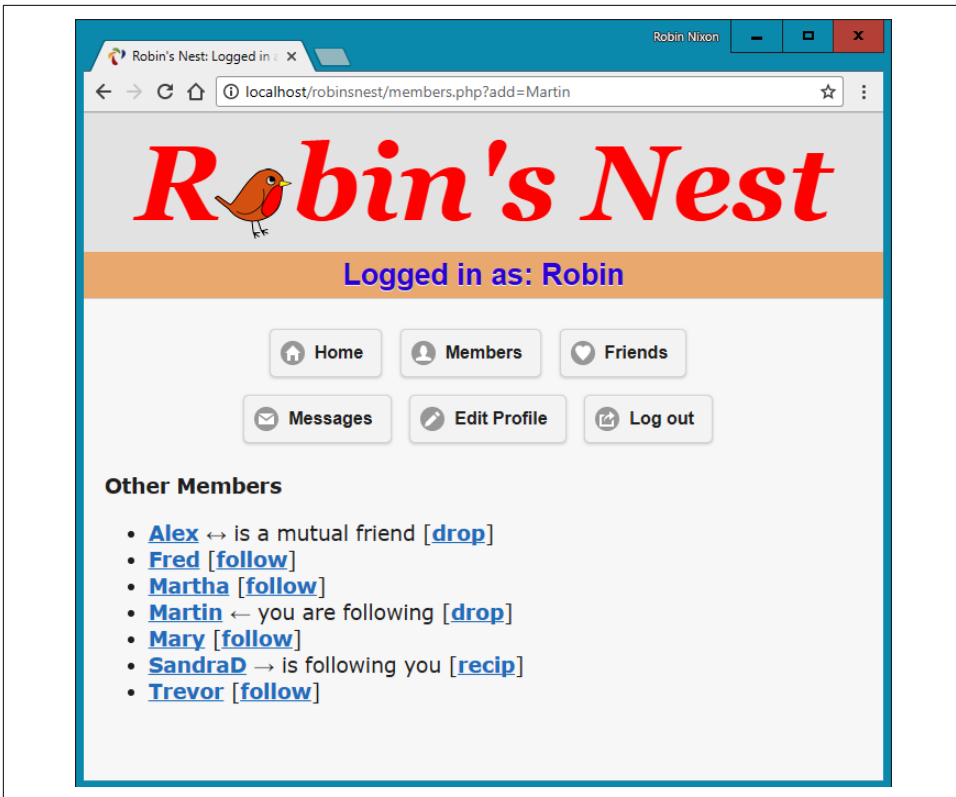 Robin Nixon
Robin's Nest: Logged in a
localhost/robinsnest/members.php?add=Martin
Robin's Nest
Logged in as: Robin
Home Members Friends
Messages Edit Profile Log out
Other Members
• Alex ↔ is a mutual friend [drop]
• Fred [follow]
• Martha [follow]
• Martin ← you are following [drop]
• Mary [follow]
• SandraD → is following you [recip]
• Trevor [follow]